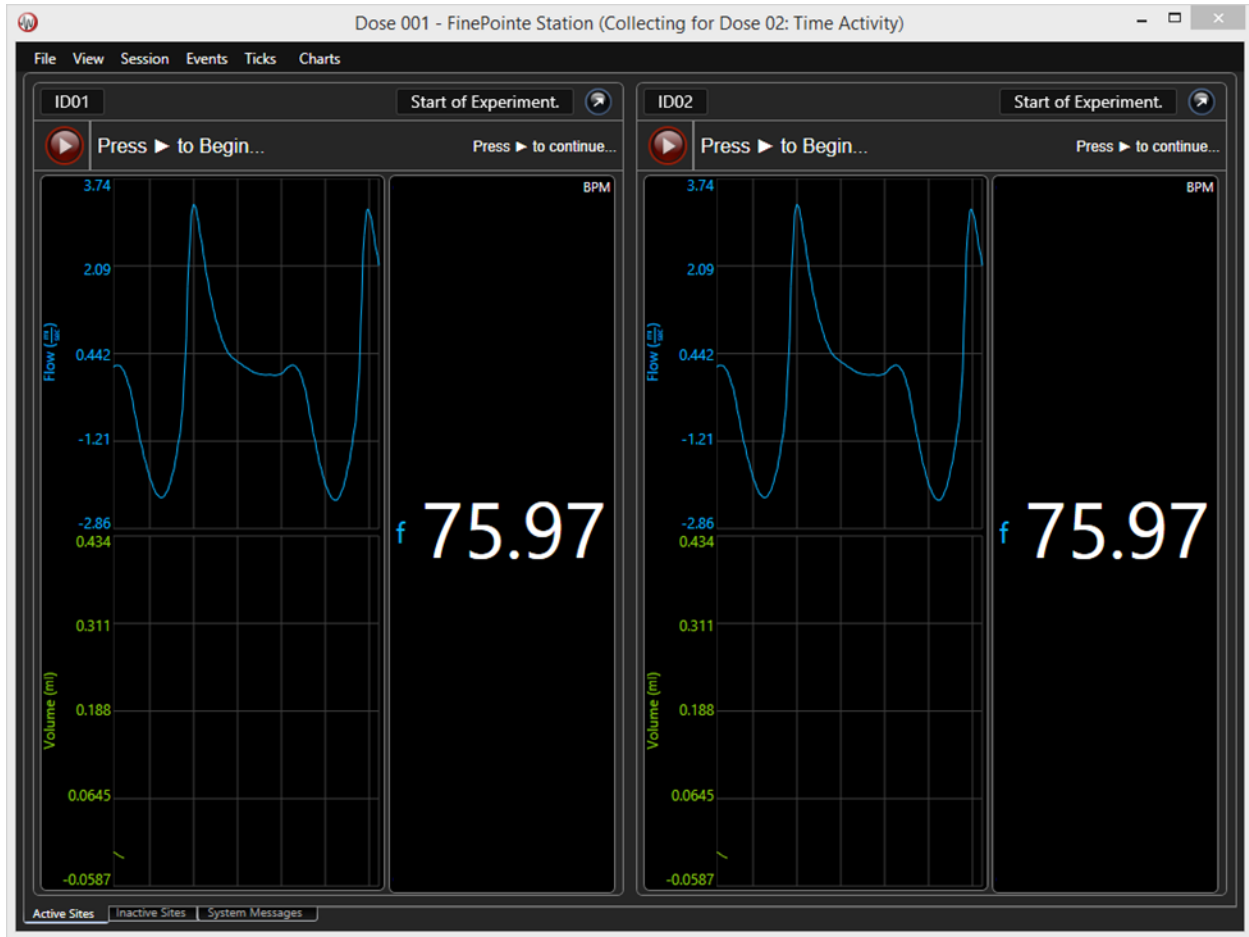 Dose 001 - FinePointe Station (Collecting for Dose 02: Time Activity)
File View Session Events Ticks Charts
ID01 Start of Experiment.
Press ► to Begin... Press ► to continue...
3.74
2.09
0.442
-1.21
-2.86
Flow (ml/sec)
0.434
0.311
0.188
0.0645
-0.0587
Volume (ml)
BPM
f 75.97
ID02 Start of Experiment.
Press ► to Begin... Press ► to continue...
3.74
2.09
0.442
-1.21
-2.86
Flow (ml/sec)
0.434
0.311
0.188
0.0645
-0.0587
Volume (ml)
BPM
f 75.97
Active Sites Inactive Sites System Messages